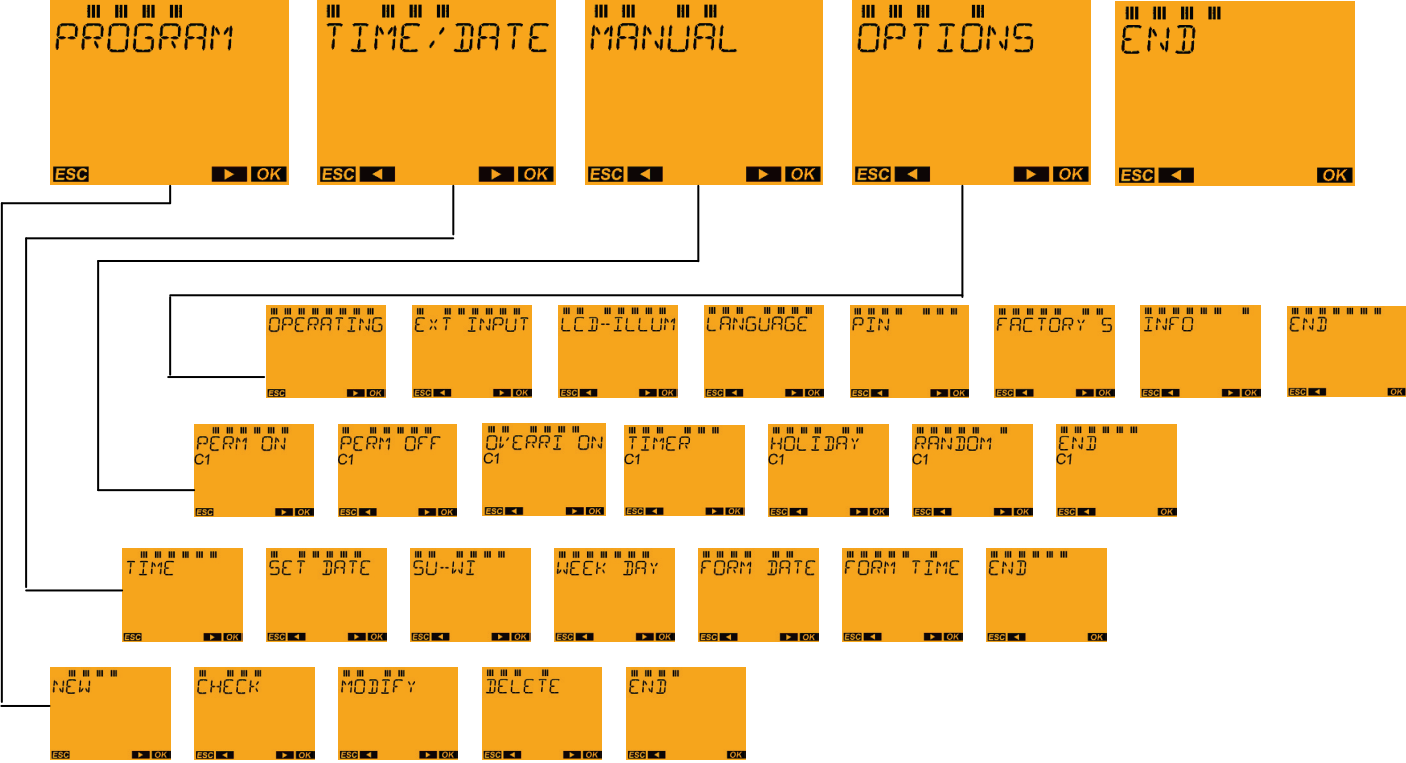 PROGRAM
ESC ► OK
TIME/DATE
ESC ◄ ► OK
MANUAL
ESC ◄ ► OK
OPTIONS
ESC ◄ ► OK
END
ESC ◄ OK
OPERATING
ESC ► OK
EXT INPUT
ESC ◄ ► OK
LCD-ILLUM
ESC ◄ ► OK
LANGUAGE
ESC ◄ ► OK
PIN
ESC ◄ ► OK
FACTORY S
ESC ◄ ► OK
INFO
ESC ◄ ► OK
END
ESC ◄ OK
PERM ON
C1
ESC ► OK
PERM OFF
C1
ESC ◄ ► OK
OVERRI ON
C1
ESC ◄ ► OK
TIMER
C1
ESC ◄ ► OK
HOLIDAY
C1
ESC ◄ ► OK
RANDOM
C1
ESC ◄ ► OK
END
C1
ESC ◄ OK
TIME
ESC ► OK
SET DATE
ESC ◄ ► OK
SU-WI
ESC ◄ ► OK
WEEK DAY
ESC ◄ ► OK
FORM DATE
ESC ◄ ► OK
FORM TIME
ESC ◄ ► OK
END
ESC ◄ OK
NEW
ESC ► OK
CHECK
ESC ◄ ► OK
MODIFY
ESC ◄ ► OK
DELETE
ESC ◄ ► OK
END
ESC ◄ OK